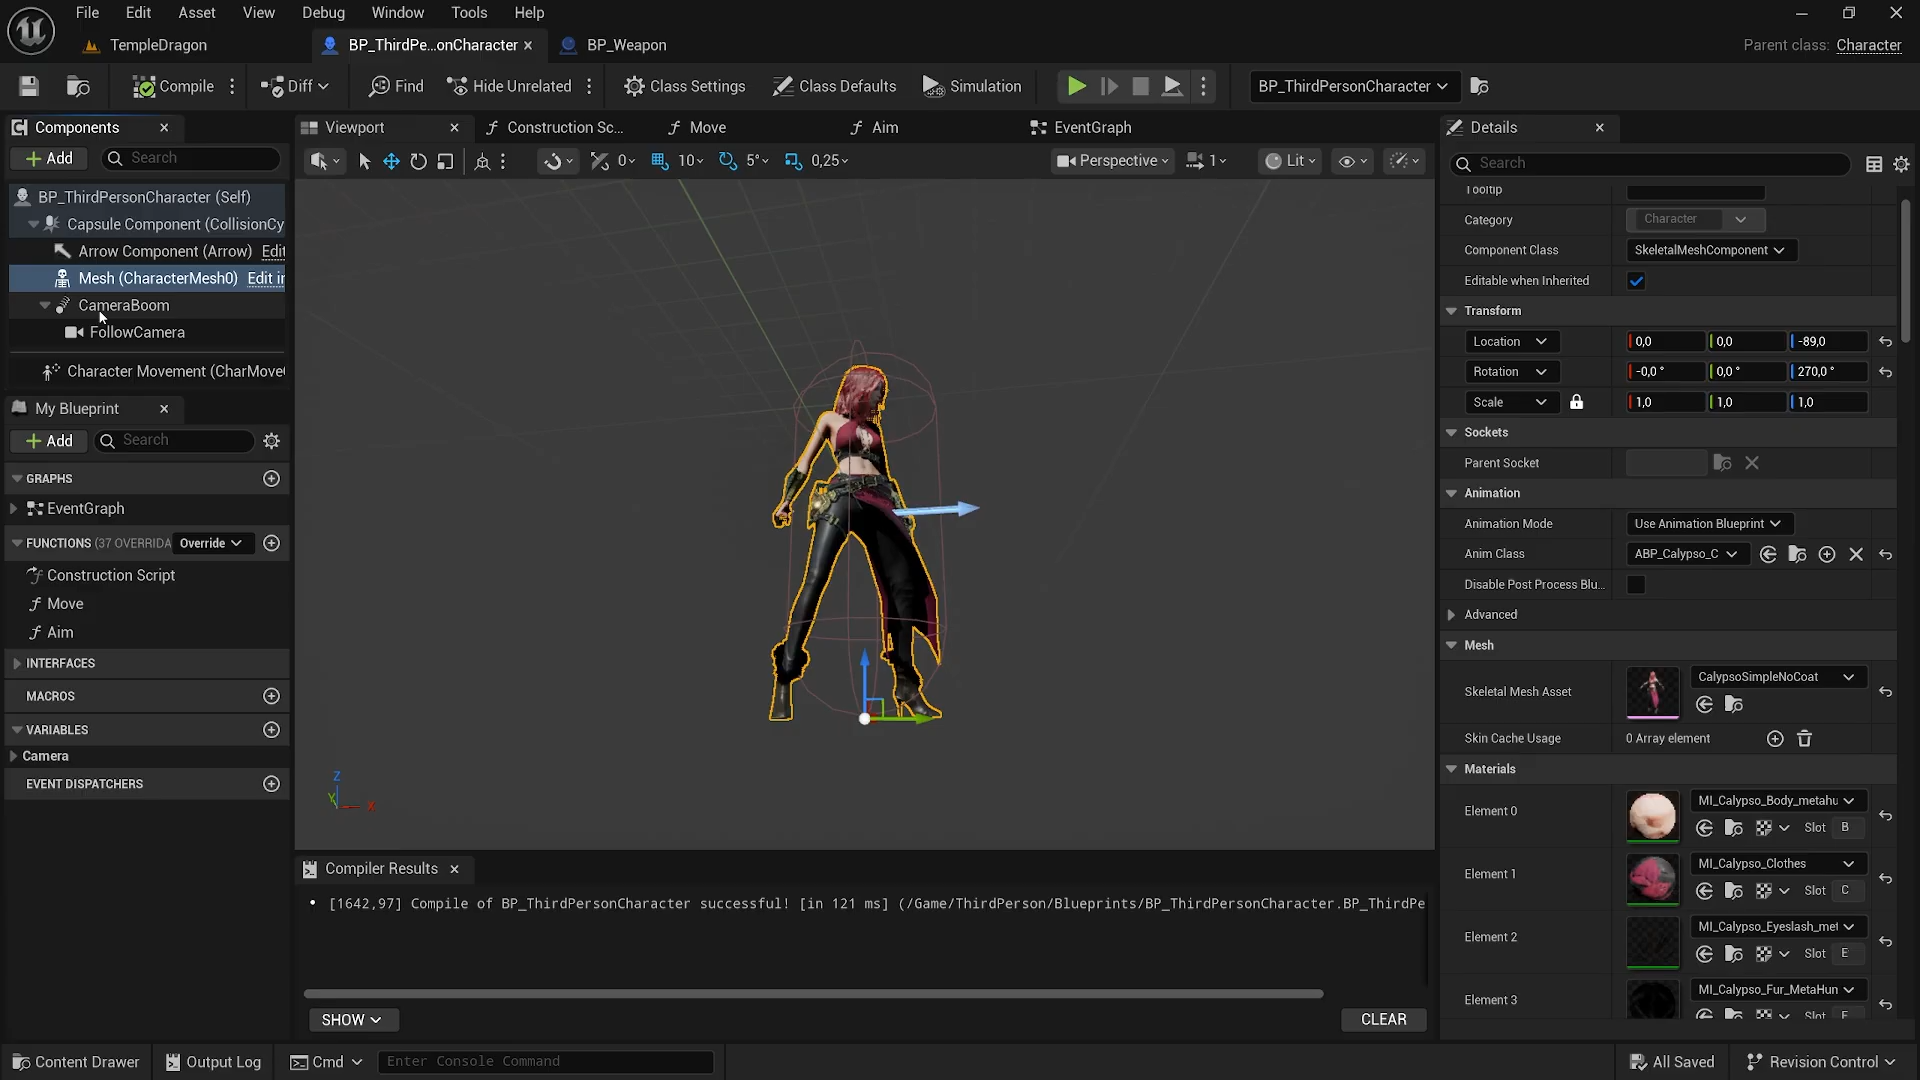 File Edit Asset View Debug Window Tools Help
TempleDragon
BP_ThirdPe...onCharacter
BP_Weapon
Parent class: Character
Compile
Diff
Find
Hide Unrelated
Class Settings
Class Defaults
Simulation
BP_ThirdPersonCharacter
Components
Add
Search
BP_ThirdPersonCharacter (Self)
Capsule Component (CollisionCy
Arrow Component (Arrow) Edit
Mesh (CharacterMesh0) Edit in
CameraBoom
FollowCamera
Character Movement (CharMove
My Blueprint
Add
Search
GRAPHS
EventGraph
FUNCTIONS (37 OVERRIDA Override
Construction Script
Move
Aim
INTERFACES
MACROS
VARIABLES
Camera
EVENT DISPATCHERS
Viewport
Construction Sc...
Move
Aim
EventGraph
0
10
5°
0,25
Perspective
1
Lit
Z
Y
X
Compiler Results
• [1642,97] Compile of BP_ThirdPersonCharacter successful! [in 121 ms] (/Game/ThirdPerson/Blueprints/BP_ThirdPersonCharacter.BP_ThirdPe
SHOW
CLEAR
Details
Search
Tooltip
Category Character
Component Class SkeletalMeshComponent
Editable when Inherited
Transform
Location 0,0 0,0 -89,0
Rotation -0,0 ° 0,0 ° 270,0 °
Scale 1,0 1,0 1,0
Sockets
Parent Socket
Animation
Animation Mode Use Animation Blueprint
Anim Class ABP_Calypso_C
Disable Post Process Blu...
Advanced
Mesh
Skeletal Mesh Asset CalypsoSimpleNoCoat
Skin Cache Usage 0 Array element
Materials
Element 0 MI_Calypso_Body_metahu
Slot B
Element 1 MI_Calypso_Clothes
Slot C
Element 2 MI_Calypso_Eyeslash_met
Slot E
Element 3 MI_Calypso_Fur_MetaHun
Slot F
Content Drawer
Output Log
Cmd
Enter Console Command
All Saved
Revision Control